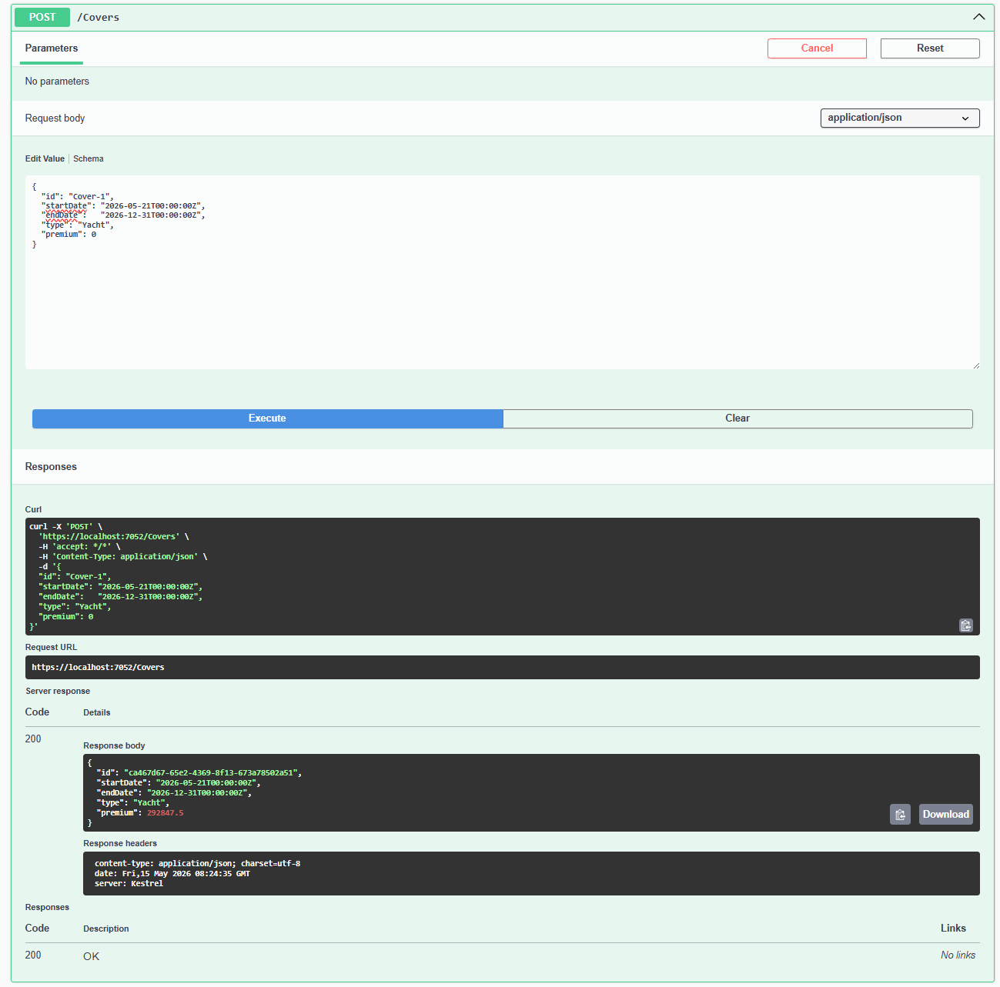 POST /Covers
Parameters
Cancel
Reset
No parameters
Request body
application/json
Edit Value | Schema
{
  "id": "Cover-1",
  "startDate": "2026-05-21T00:00:00Z",
  "endDate":   "2026-12-31T00:00:00Z",
  "type": "Yacht",
  "premium": 0
}
Execute
Clear
Responses
Curl
curl -X 'POST' \
  'https://localhost:7052/Covers' \
  -H 'accept: */*' \
  -H 'Content-Type: application/json' \
  -d '{
  "id": "Cover-1",
  "startDate": "2026-05-21T00:00:00Z",
  "endDate":   "2026-12-31T00:00:00Z",
  "type": "Yacht",
  "premium": 0
}'
Request URL
https://localhost:7052/Covers
Server response
Code Details
200
Response body
{
  "id": "ca467d67-65e2-4369-8f13-673a78502a51",
  "startDate": "2026-05-21T00:00:00Z",
  "endDate": "2026-12-31T00:00:00Z",
  "type": "Yacht",
  "premium": 292847.5
}
Download
Response headers
content-type: application/json; charset=utf-8
date: Fri,15 May 2026 08:24:35 GMT
server: Kestrel
Responses
Code Description Links
200 OK No links